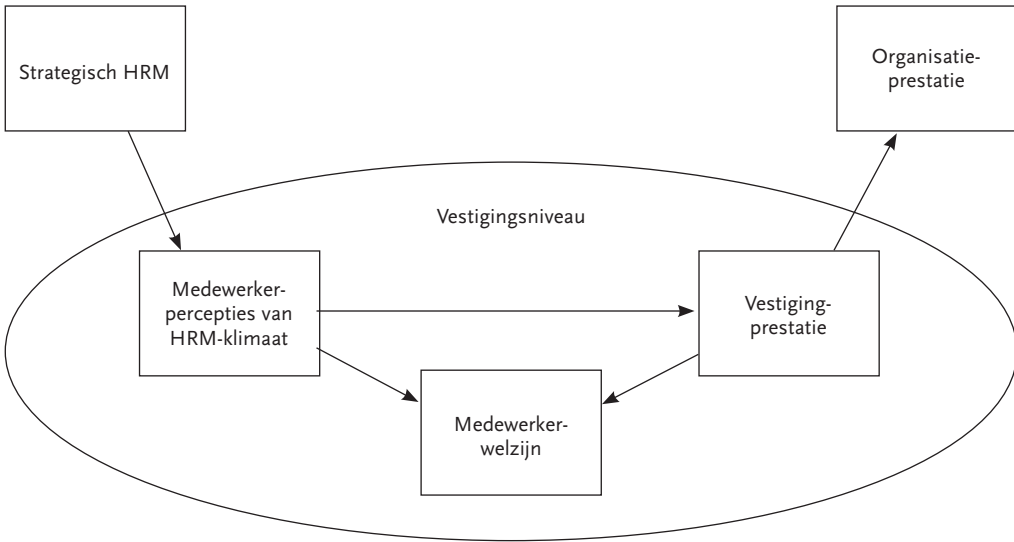 Strategisch HRM
Organisatie-
prestatie
Vestigingsniveau
Medewerker-
percepties van
HRM-klimaat
Vestiging-
prestatie
Medewerker-
welzijn